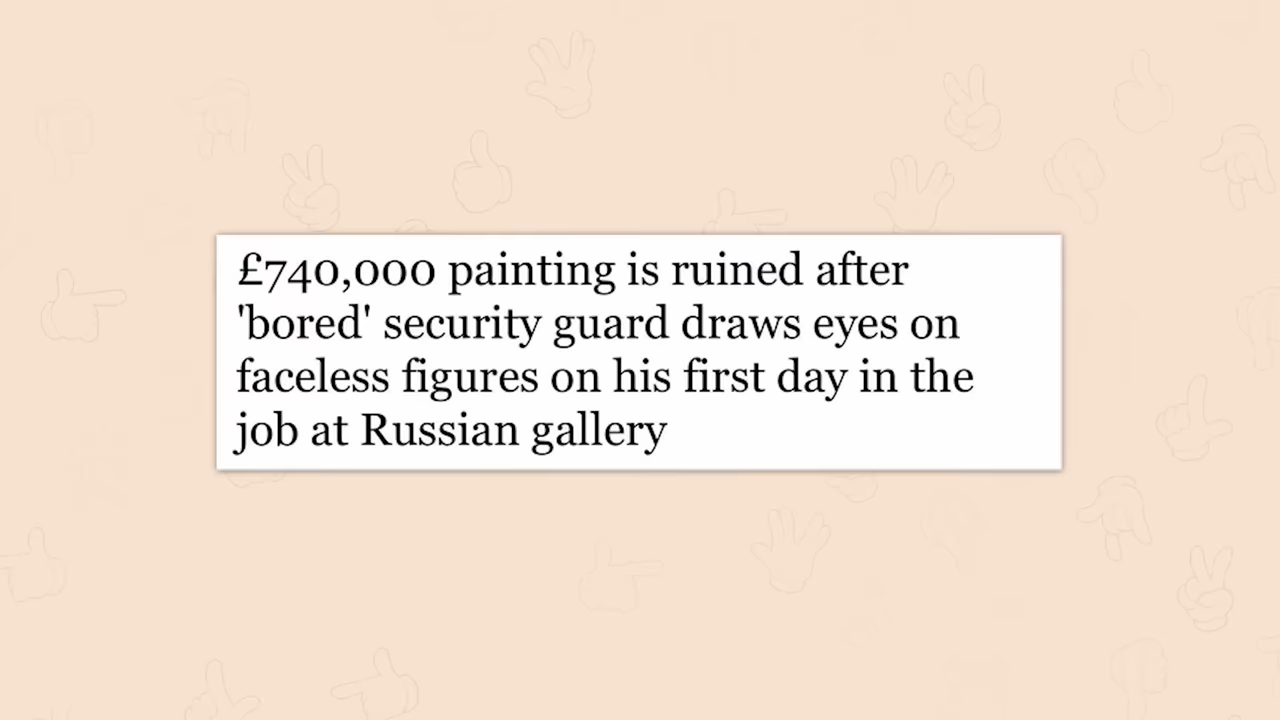 £740,000 painting is ruined after
'bored' security guard draws eyes on
faceless figures on his first day in the
job at Russian gallery